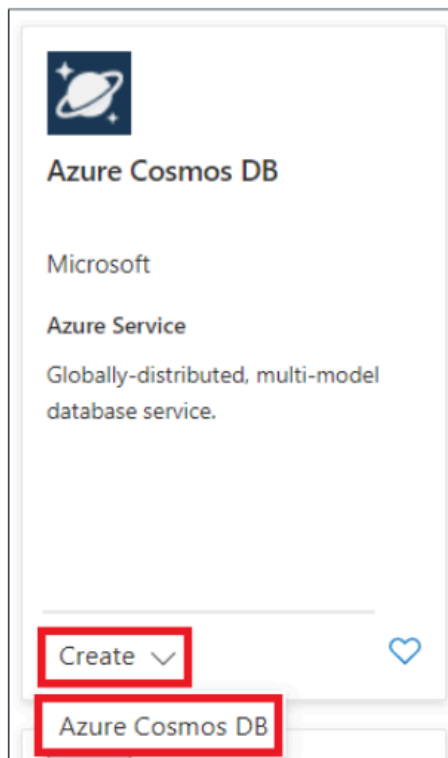 Azure Cosmos DB
Microsoft
Azure Service
Globally-distributed, multi-model
database service.
Create
Azure Cosmos DB